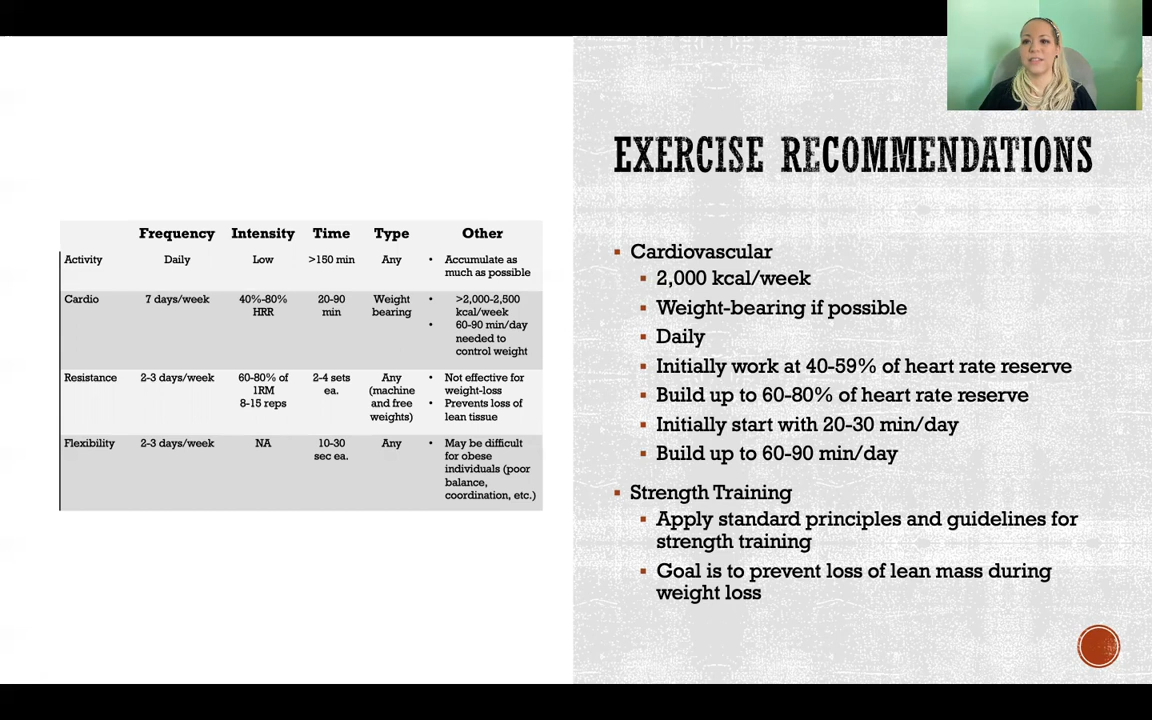 EXERCISE RECOMMENDATIONS
Frequency Intensity Time Type Other
Activity Daily Low >150 min Any • Accumulate as
much as possible
Cardio 7 days/week 40%-80% 20-90 Weight • >2,000-2,500
HRR min bearing kcal/week
• 60-90 min/day
needed to
control weight
Resistance 2-3 days/week 60-80% of 2-4 sets Any • Not effective for
1RM ea. (machine weight-loss
8-15 reps and free • Prevents loss of
weights) lean tissue
Flexibility 2-3 days/week NA 10-30 Any • May be difficult
sec ea. for obese
individuals (poor
balance,
coordination, etc.)
▪ Cardiovascular
▪ 2,000 kcal/week
▪ Weight-bearing if possible
▪ Daily
▪ Initially work at 40-59% of heart rate reserve
▪ Build up to 60-80% of heart rate reserve
▪ Initially start with 20-30 min/day
▪ Build up to 60-90 min/day
▪ Strength Training
▪ Apply standard principles and guidelines for
strength training
▪ Goal is to prevent loss of lean mass during
weight loss